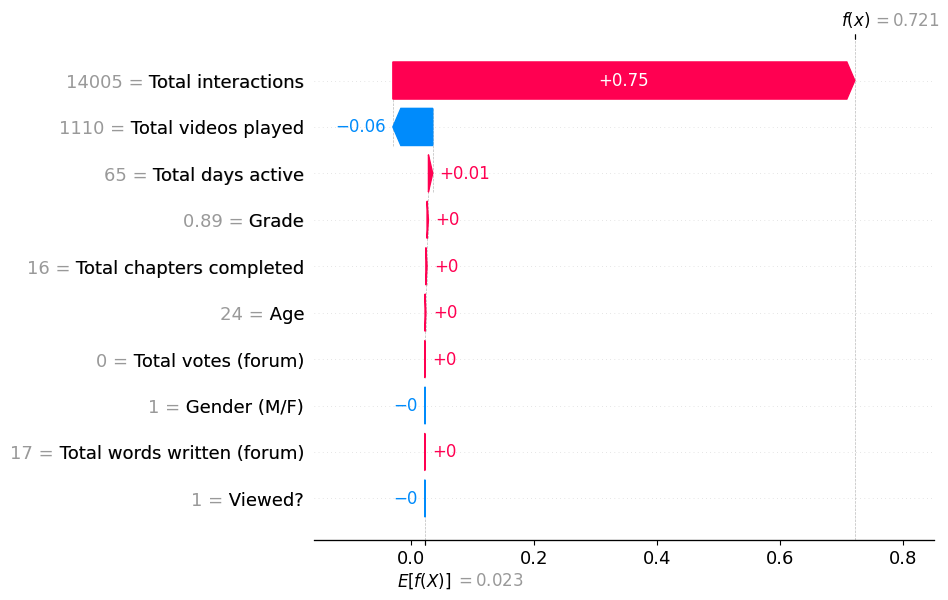 f(x) = 0.721
14005 = Total interactions +0.75
1110 = Total videos played −0.06
65 = Total days active +0.01
0.89 = Grade +0
16 = Total chapters completed +0
24 = Age +0
0 = Total votes (forum) +0
1 = Gender (M/F) −0
17 = Total words written (forum) +0
1 = Viewed? −0
0.0 0.2 0.4 0.6 0.8
E[f(X)] = 0.023